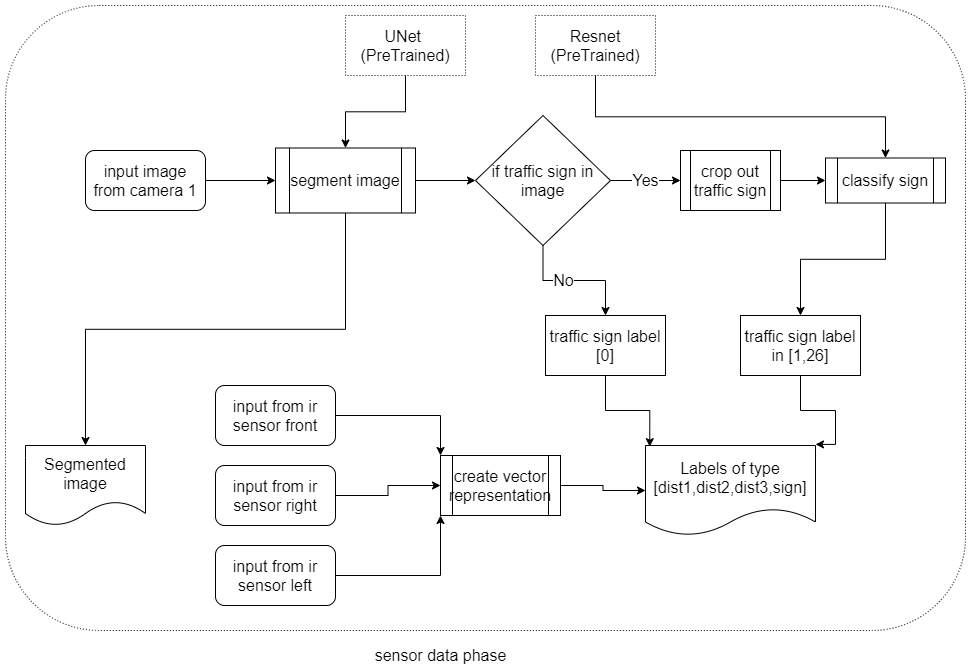 UNet
(PreTrained)
Resnet
(PreTrained)
input image
from camera 1
segment image
if traffic sign in
image
Yes
crop out
traffic sign
classify sign
No
traffic sign label
[0]
traffic sign label
in [1,26]
input from ir
sensor front
Segmented
image
input from ir
sensor right
create vector
representation
Labels of type
[dist1,dist2,dist3,sign]
input from ir
sensor left
sensor data phase